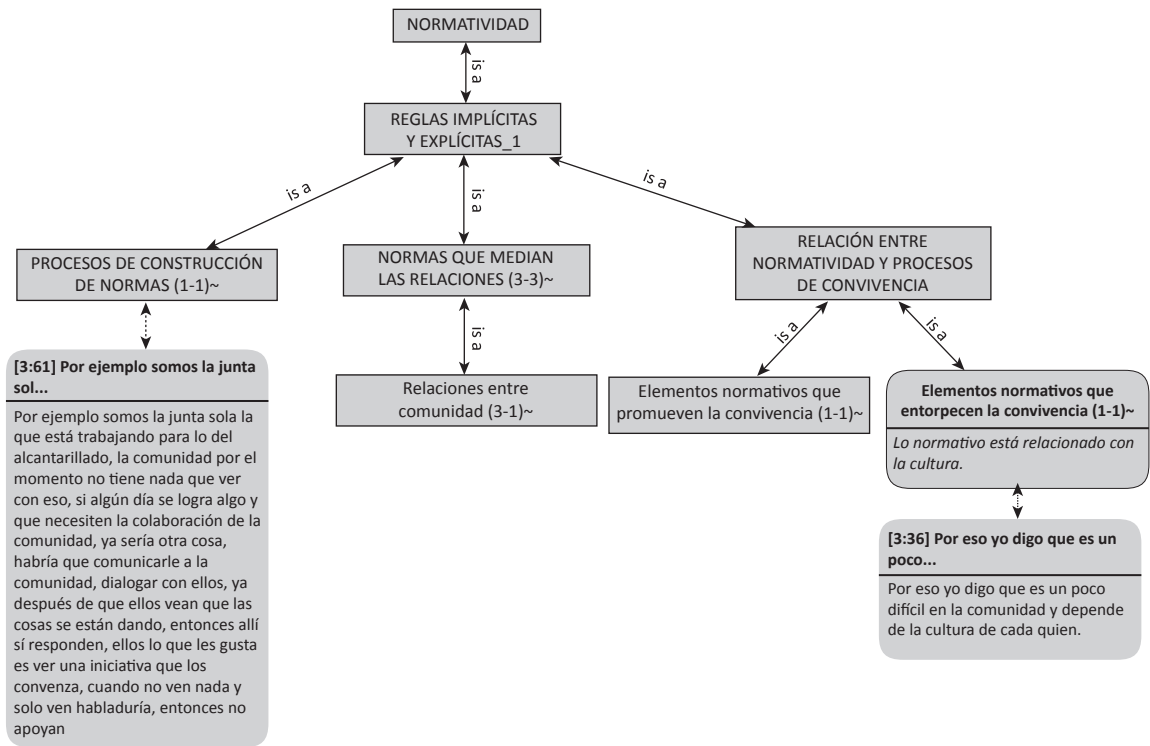 NORMATIVIDAD
is a
REGLAS IMPLÍCITAS
Y EXPLÍCITAS_1
is a
is a
is a
PROCESOS DE CONSTRUCCIÓN
DE NORMAS (1-1)~
NORMAS QUE MEDIAN
LAS RELACIONES (3-3)~
RELACIÓN ENTRE
NORMATIVIDAD Y PROCESOS
DE CONVIVENCIA
is a
is a
is a
[3:61] Por ejemplo somos la junta
sol...
Por ejemplo somos la junta sola la
que está trabajando para lo del
alcantarillado, la comunidad por el
momento no tiene nada que ver
con eso, si algún día se logra algo y
que necesiten la colaboración de la
comunidad, ya sería otra cosa,
habría que comunicarle a la
comunidad, dialogar con ellos, ya
después de que ellos vean que las
cosas se están dando, entonces allí
sí responden, ellos lo que les gusta
es ver una iniciativa que los
convenza, cuando no ven nada y
solo ven habladuría, entonces no
apoyan
Relaciones entre
comunidad (3-1)~
Elementos normativos que
promueven la convivencia (1-1)~
Elementos normativos que
entorpecen la convivencia (1-1)~
Lo normativo está relacionado con
la cultura.
[3:36] Por eso yo digo que es un
poco...
Por eso yo digo que es un poco
difícil en la comunidad y depende
de la cultura de cada quien.